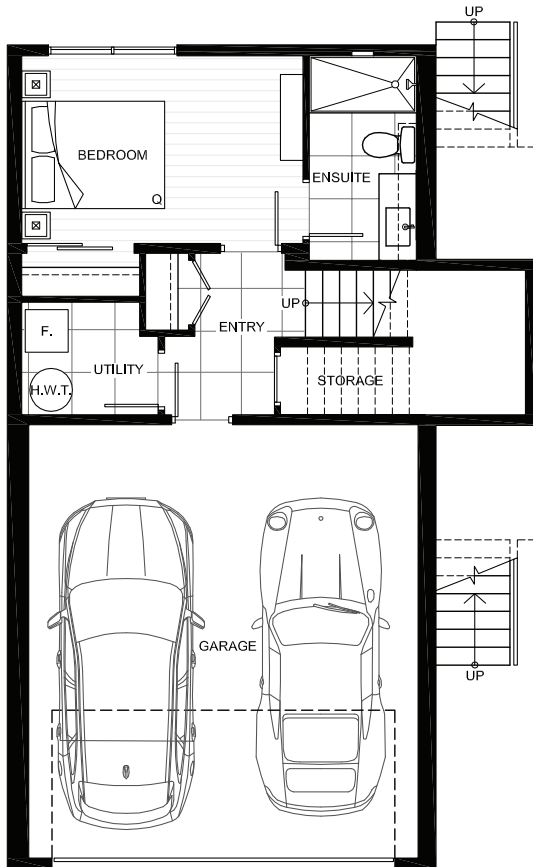 UP
BEDROOM
ENSUITE
Q
UP
ENTRY
F.
UTILITY
STORAGE
H.W.T.
GARAGE
UP